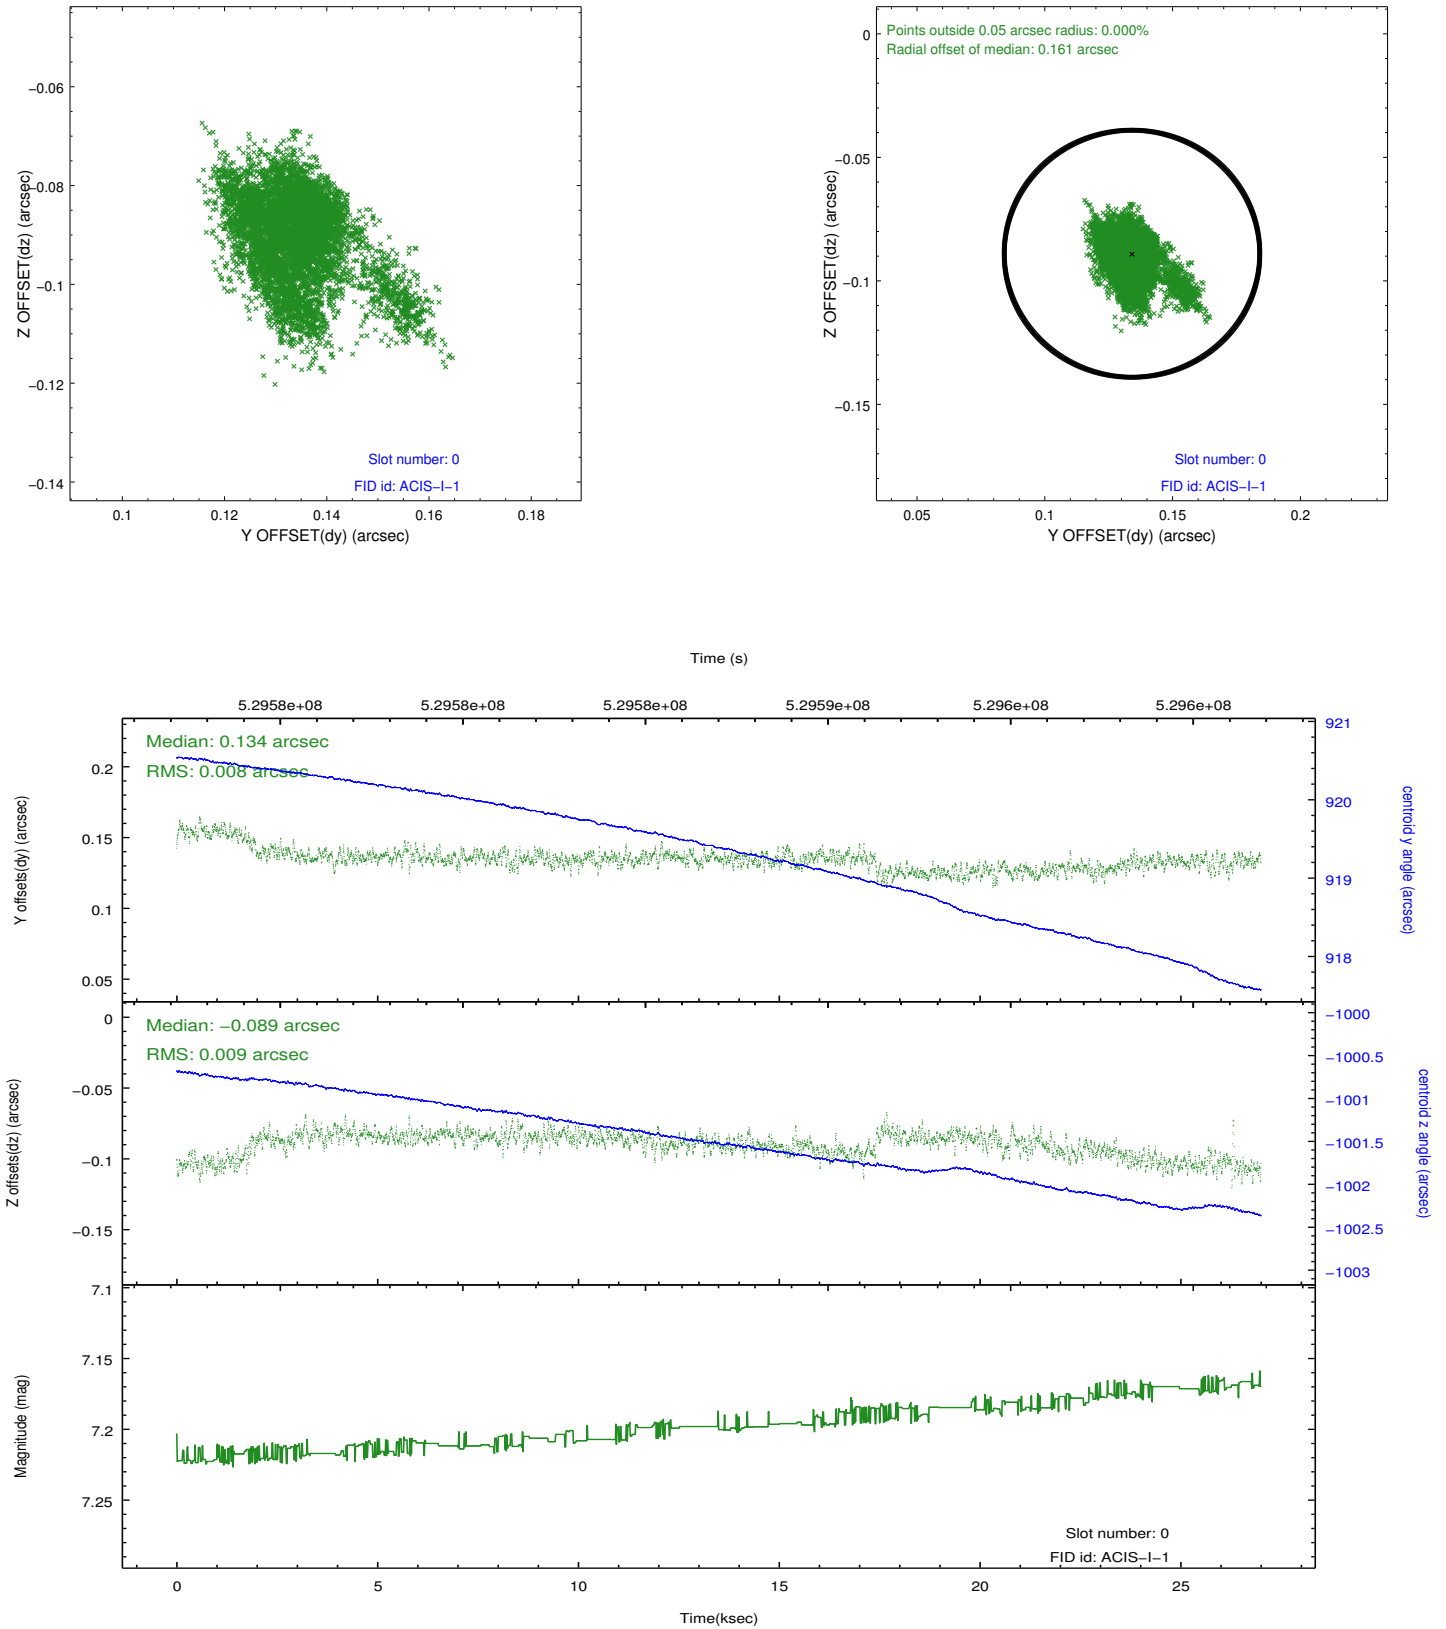 −0.06
−0.08
−0.1
−0.12
−0.14
Z OFFSET(dz) (arcsec)
Slot number: 0
FID id: ACIS−I−1
0.1 0.12 0.14 0.16 0.18
Y OFFSET(dy) (arcsec)
Points outside 0.05 arcsec radius: 0.000%
Radial offset of median: 0.161 arcsec
0
−0.05
−0.1
−0.15
Z OFFSET(dz) (arcsec)
Slot number: 0
FID id: ACIS−I−1
0.05 0.1 0.15 0.2
Y OFFSET(dy) (arcsec)
Time (s)
5.2958e+08 5.2958e+08 5.2958e+08 5.2959e+08 5.296e+08 5.296e+08
Median: 0.134 arcsec
RMS: 0.008 arcsec
0.2
0.15
0.1
0.05
Y offsets(dy) (arcsec)
921
920
919
918
centroid y angle (arcsec)
Median: −0.089 arcsec
RMS: 0.009 arcsec
0
−0.05
−0.1
−0.15
Z offsets(dz) (arcsec)
−1000
−1000.5
−1001
−1001.5
−1002
−1002.5
−1003
centroid z angle (arcsec)
7.1
7.15
7.2
7.25
Magnitude (mag)
Slot number: 0
FID id: ACIS−I−1
0 5 10 15 20 25
Time(ksec)